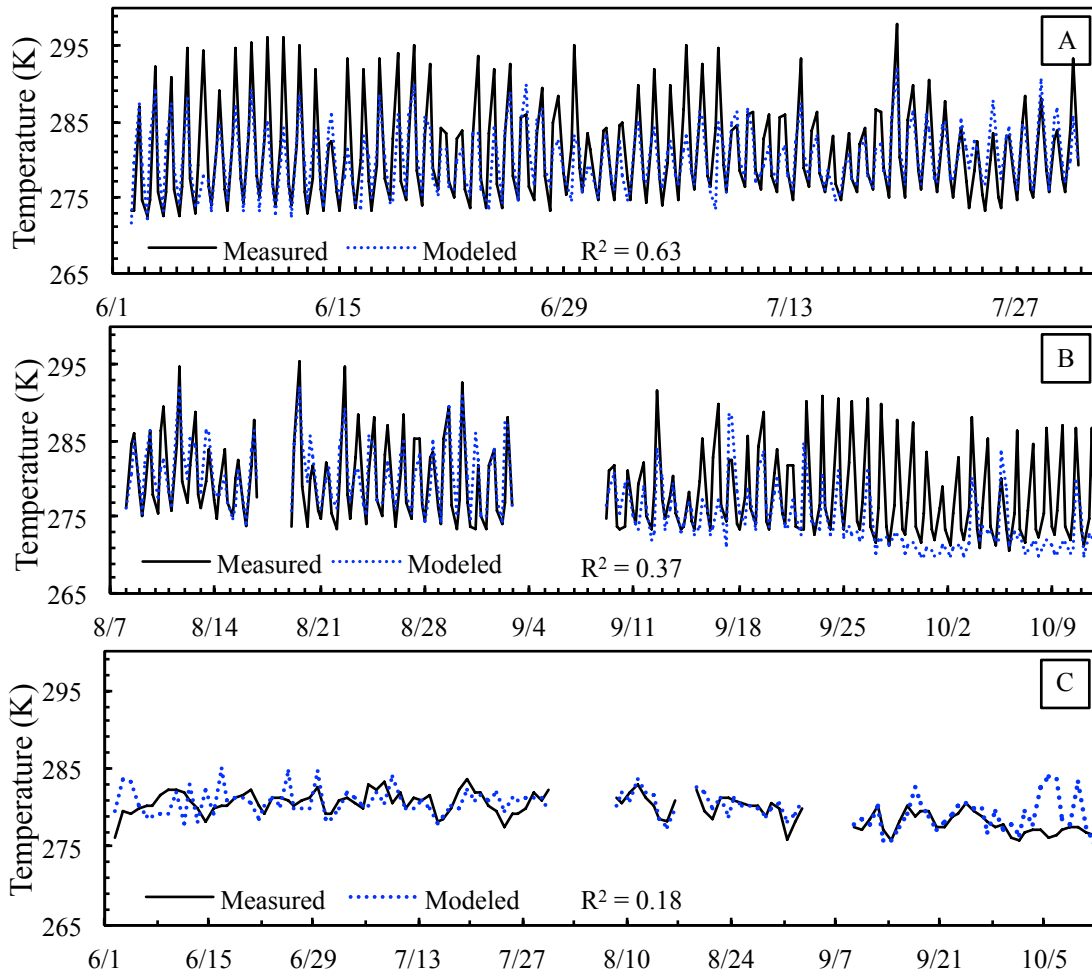 A
Temperature (K)
295
285
275
265
Measured
Modeled
R² = 0.63
6/1
6/15
6/29
7/13
7/27
B
Temperature (K)
295
285
275
265
Measured
Modeled
R² = 0.37
8/7
8/14
8/21
8/28
9/4
9/11
9/18
9/25
10/2
10/9
C
Temperature (K)
295
285
275
265
Measured
Modeled
R² = 0.18
6/1
6/15
6/29
7/13
7/27
8/10
8/24
9/7
9/21
10/5